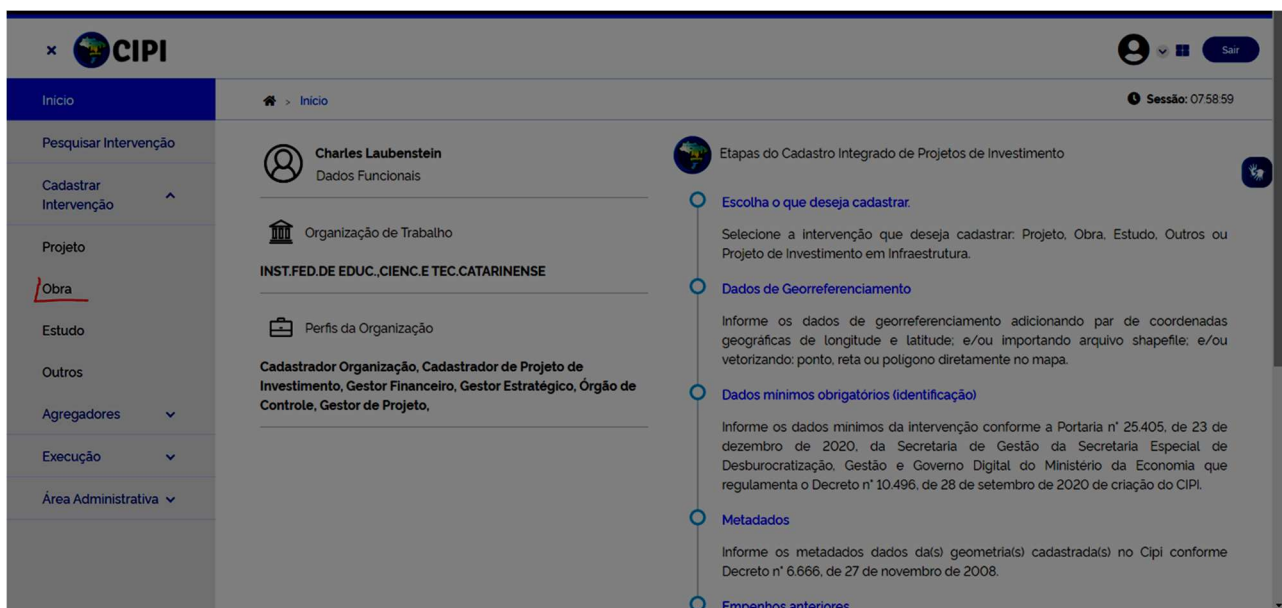 CIPI
Sair
Início
Início
Sessão: 07:58:59
Pesquisar Intervenção
Cadastrar
Intervenção
Projeto
Obra
Estudo
Outros
Agregadores
Execução
Área Administrativa
Charles Laubenstein
Dados Funcionais
Organização de Trabalho
INST.FED.DE EDUC.,CIENC.E TEC.CATARINENSE
Perfis da Organização
Cadastrador Organização, Cadastrador de Projeto de
Investimento, Gestor Financeiro, Gestor Estratégico, Órgão de
Controle, Gestor de Projeto,
Etapas do Cadastro Integrado de Projetos de Investimento
Escolha o que deseja cadastrar.
Selecione a intervenção que deseja cadastrar: Projeto, Obra, Estudo, Outros ou
Projeto de Investimento em Infraestrutura.
Dados de Georreferenciamento
Informe os dados de georreferenciamento adicionando par de coordenadas
geográficas de longitude e latitude; e/ou importando arquivo shapefile; e/ou
vetorizando: ponto, reta ou polígono diretamente no mapa.
Dados mínimos obrigatórios (identificação)
Informe os dados mínimos da intervenção conforme a Portaria n° 25.405, de 23 de
dezembro de 2020, da Secretaria de Gestão da Secretaria Especial de
Desburocratização, Gestão e Governo Digital do Ministério da Economia que
regulamenta o Decreto n° 10.496, de 28 de setembro de 2020 de criação do CIPI.
Metadados
Informe os metadados dados da(s) geometria(s) cadastrada(s) no Cipi conforme
Decreto n° 6.666, de 27 de novembro de 2008.
Empenhos anteriores